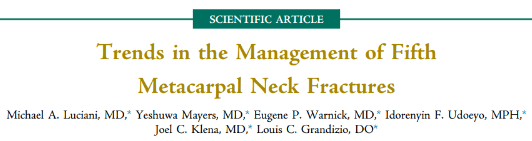 SCIENTIFIC ARTICLE
Trends in the Management of Fifth
Metacarpal Neck Fractures
Michael A. Luciani, MD,* Yeshuwa Mayers, MD,* Eugene P. Warnick, MD,* Idorenyin F. Udoeyo, MPH,*
Joel C. Klena, MD,* Louis C. Grandizio, DO*